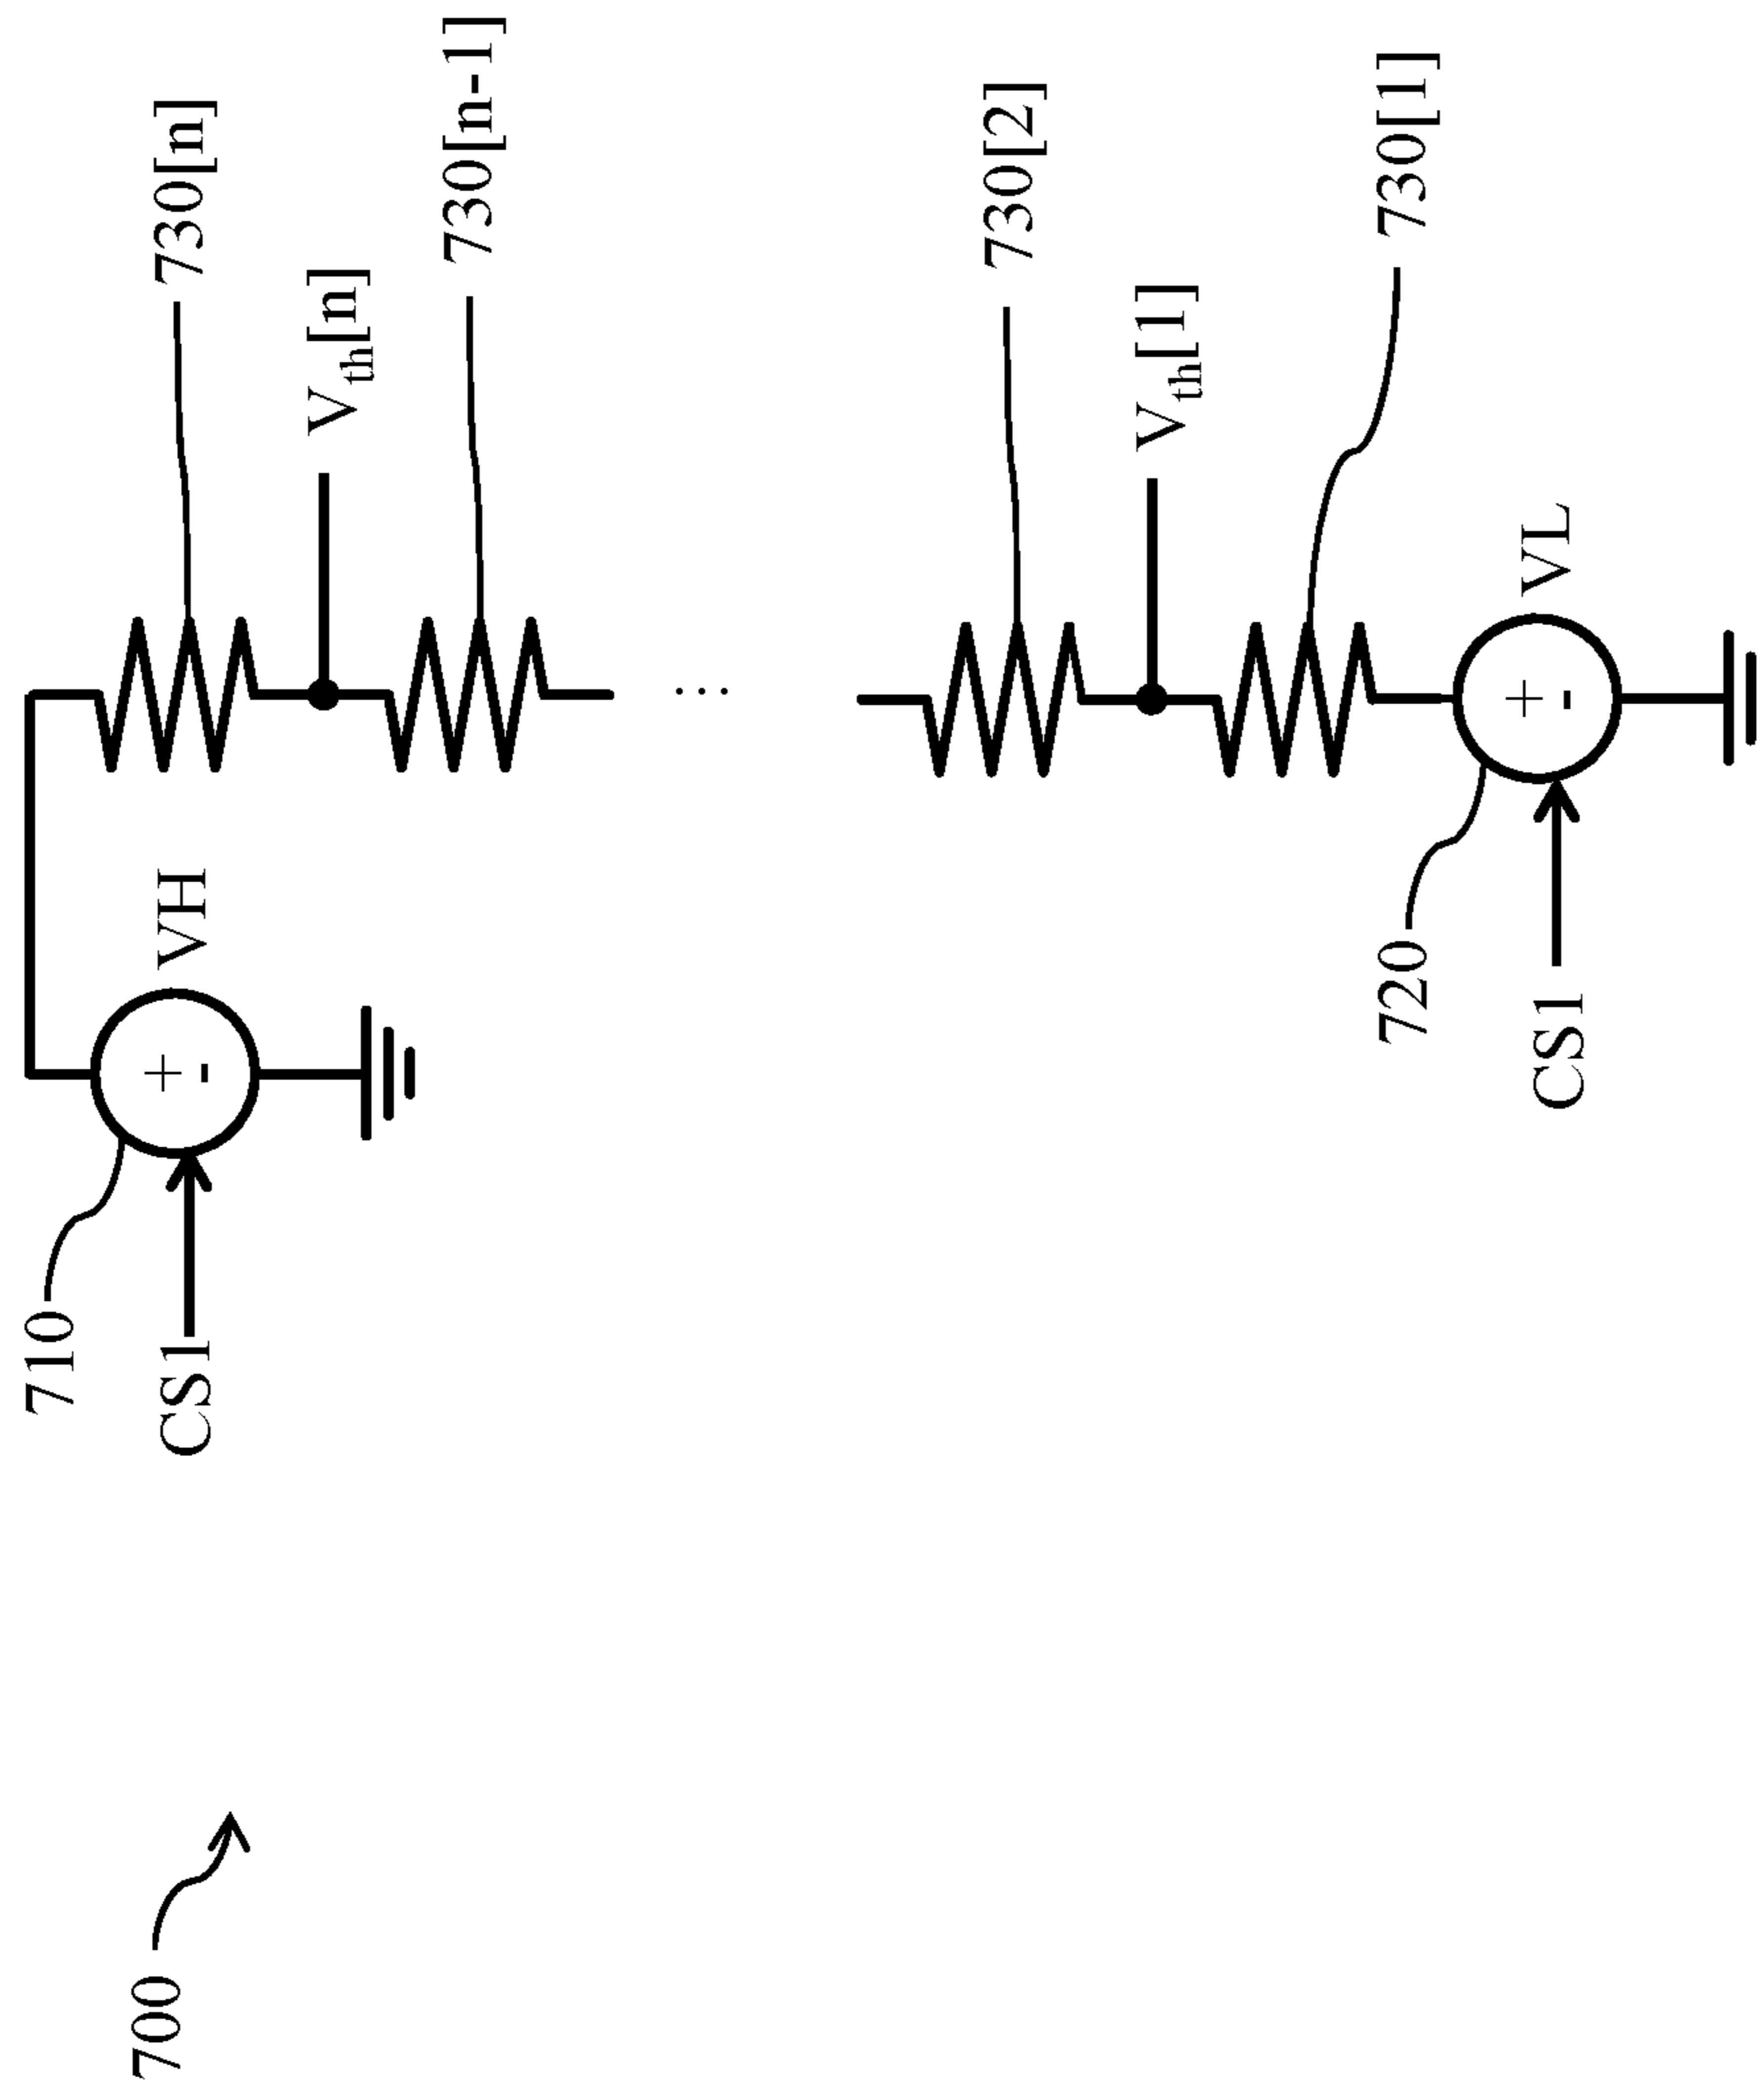 700
710
CS1
+
-
VH
730[n]
Vth[n]
730[n-1]
...
730[2]
Vth[1]
730[1]
720
CS1
+
-
VL